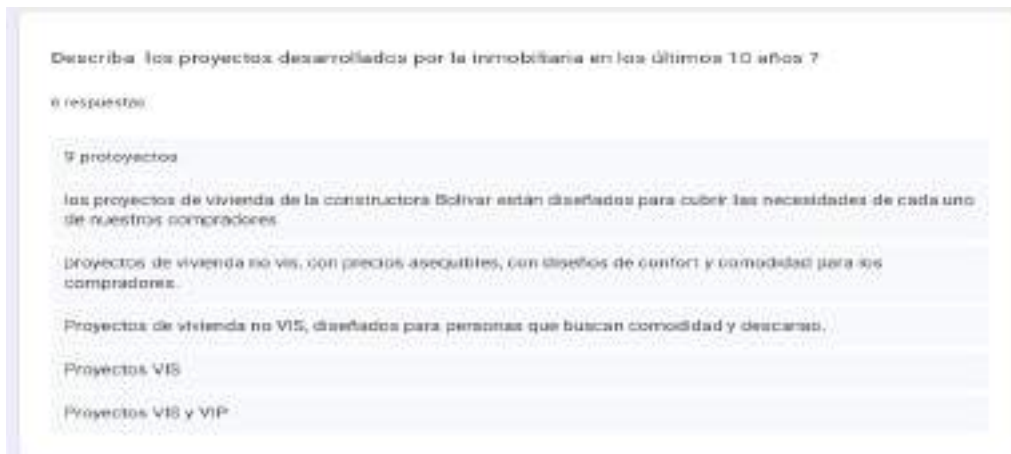 Describa los proyectos desarrollados por la inmobiliaria en los últimos 10 años ?
6 respuestas
9 protoyectos
los proyectos de vivienda de la constructora Bolivar están diseñados para cubrir las necesidades de cada uno
de nuestros compradores
proyectos de vivienda no vis, con precios asequibles, con diseños de confort y comodidad para los
compradores.
Proyectos de vivienda no VIS, diseñados para personas que buscan comodidad y descanso.
Proyectos VIS
Proyectos VIS y VIP